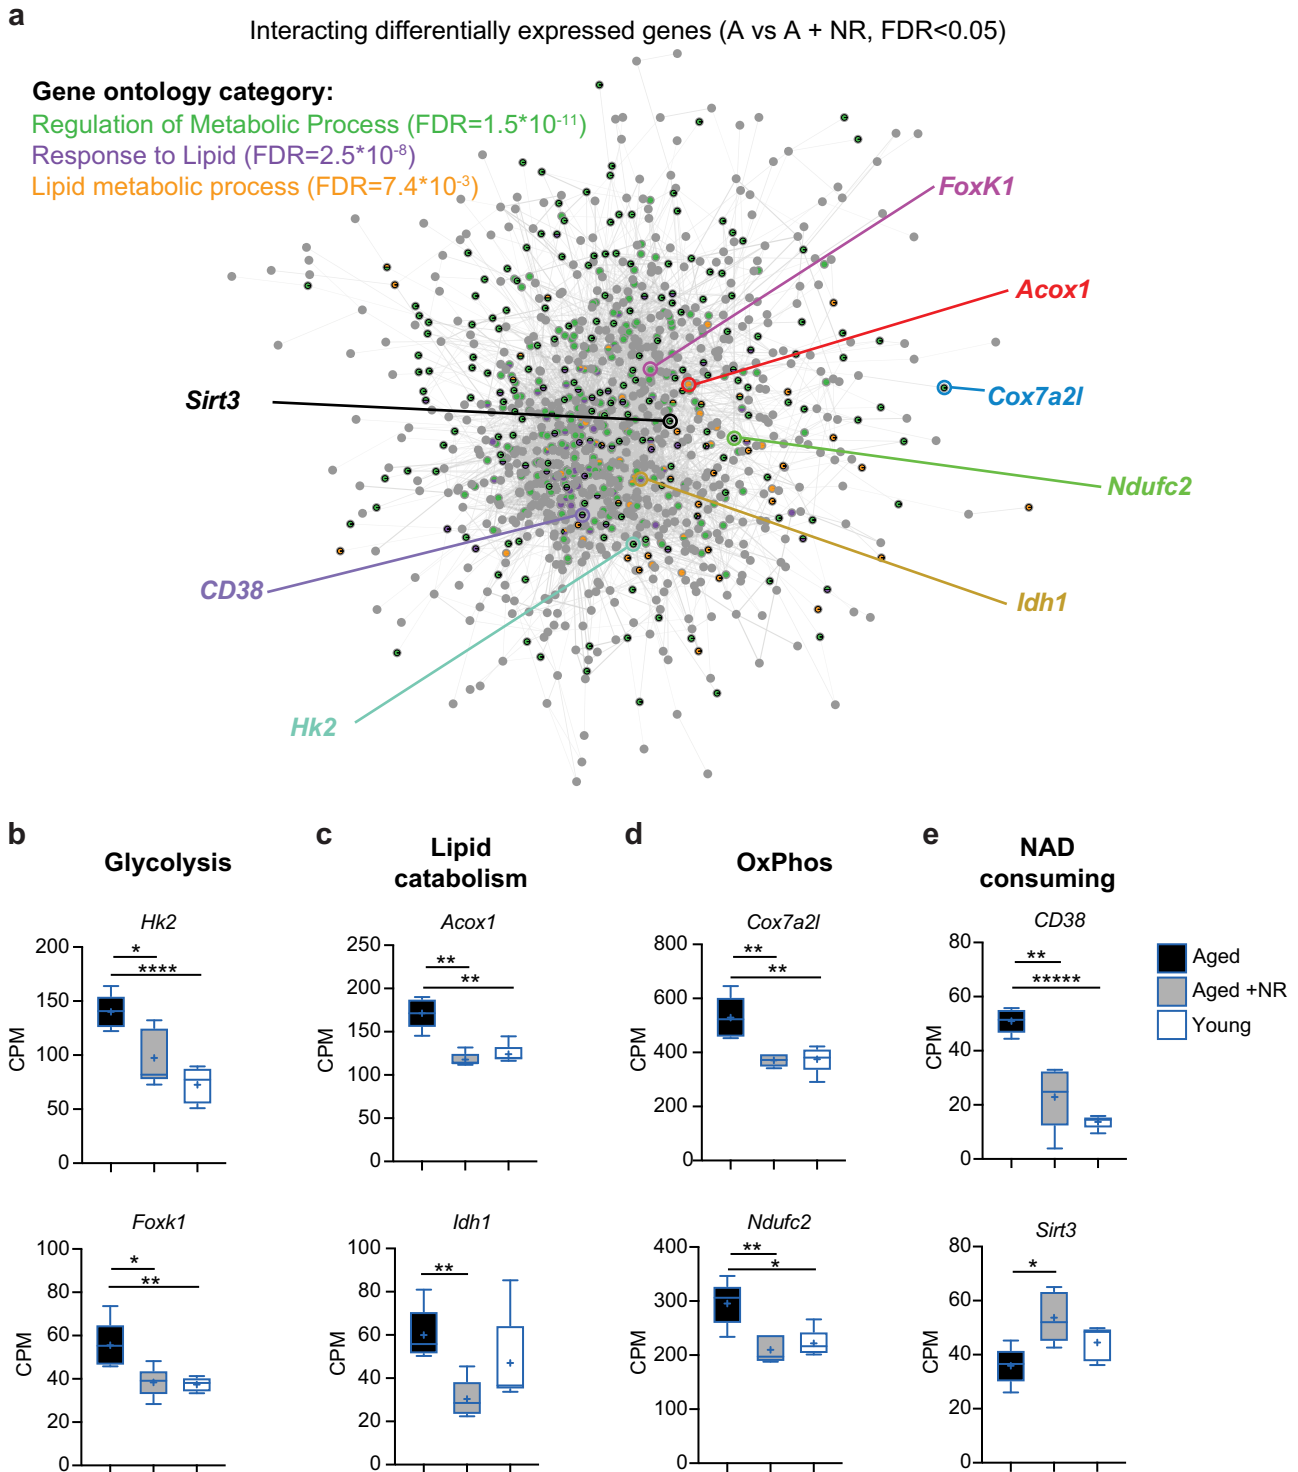 a
Interacting differentially expressed genes (A vs A + NR, FDR<0.05)
Gene ontology category:
Regulation of Metabolic Process (FDR=1.5*10-11)
Response to Lipid (FDR=2.5*10-8)
Lipid metabolic process (FDR=7.4*10-3)
FoxK1
Acox1
Cox7a2l
Sirt3
Ndufc2
CD38
Idh1
Hk2
b
Glycolysis
Hk2
CPM
200
150
100
50
0
*
****
Foxk1
CPM
100
80
60
40
20
0
*
**
c
Lipid
catabolism
Acox1
CPM
250
200
150
100
50
0
**
**
Idh1
CPM
100
80
60
40
20
0
**
d
OxPhos
Cox7a2l
CPM
800
600
400
200
0
**
**
Ndufc2
CPM
400
300
200
100
0
**
*
e
NAD
consuming
CD38
CPM
80
60
40
20
0
**
*****
Sirt3
CPM
80
60
40
20
0
*
Aged
Aged +NR
Young